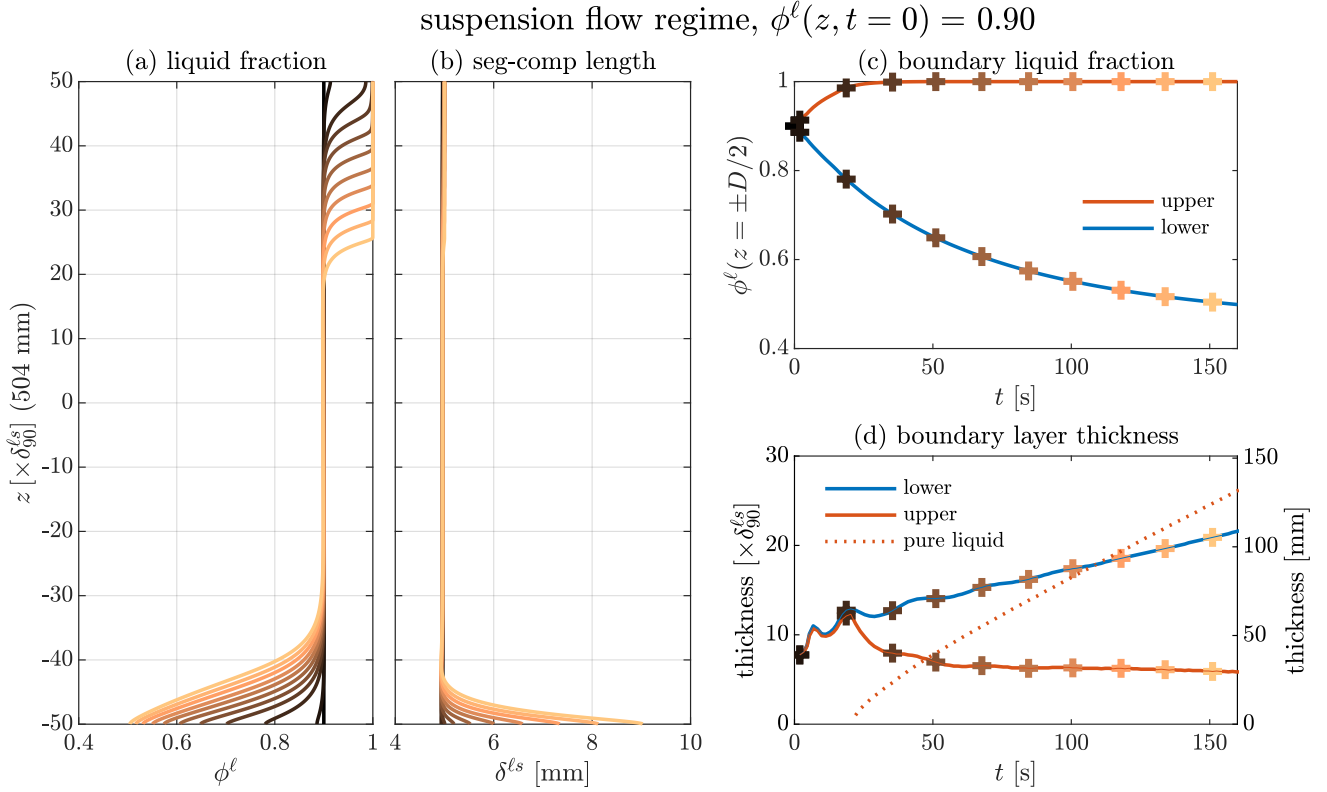 suspension flow regime, ϕ^ℓ(z, t = 0) = 0.90
(a) liquid fraction
50
40
30
20
10
0
-10
-20
-30
-40
-50
z [×δ^{ℓs}_{90}] (504 mm)
0.4 0.6 0.8 1
ϕ^ℓ
(b) seg-comp length
4 6 8 10
δ^{ℓs} [mm]
(c) boundary liquid fraction
1
0.8
0.6
0.4
ϕ^ℓ(z = ±D/2)
upper
lower
0 50 100 150
t [s]
(d) boundary layer thickness
30
20
10
0
thickness [×δ^{ℓs}_{90}]
lower
upper
pure liquid
150
100
50
0
thickness [mm]
0 50 100 150
t [s]